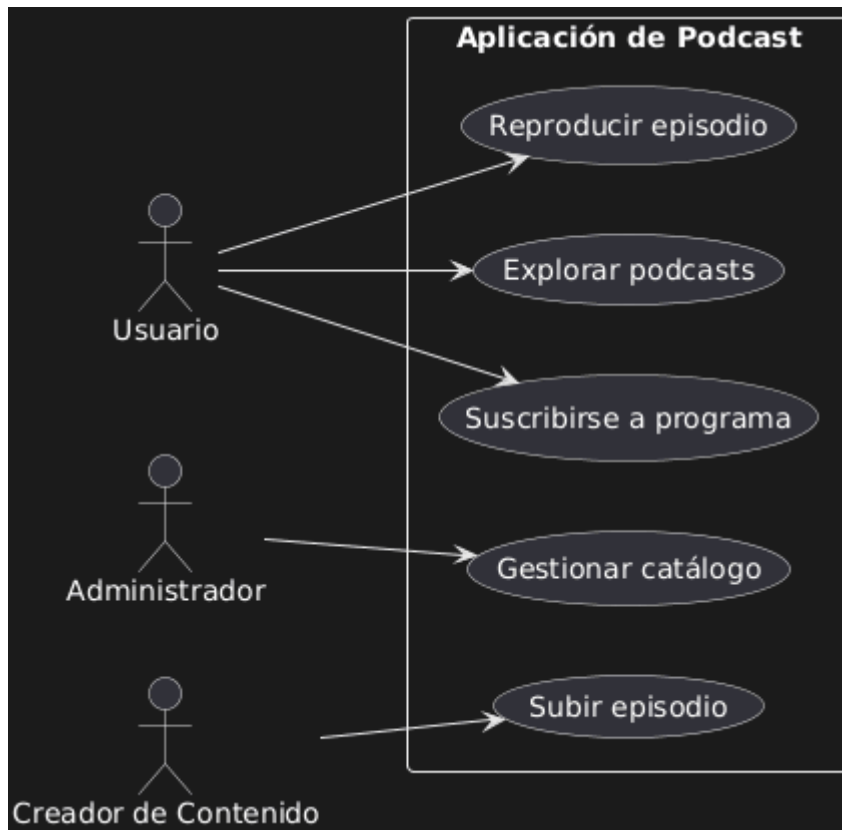 Aplicación de Podcast
Reproducir episodio
Explorar podcasts
Usuario
Suscribirse a programa
Gestionar catálogo
Administrador
Subir episodio
Creador de Contenido